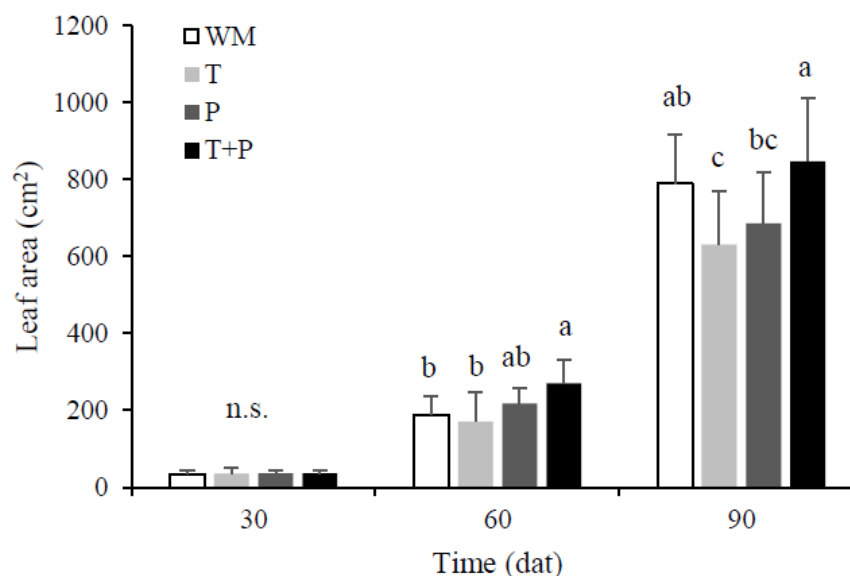 1200
1000
800
600
400
200
0
Leaf area (cm²)
WM
T
P
T+P
n.s.
b
b
ab
a
ab
c
bc
a
30
60
90
Time (dat)